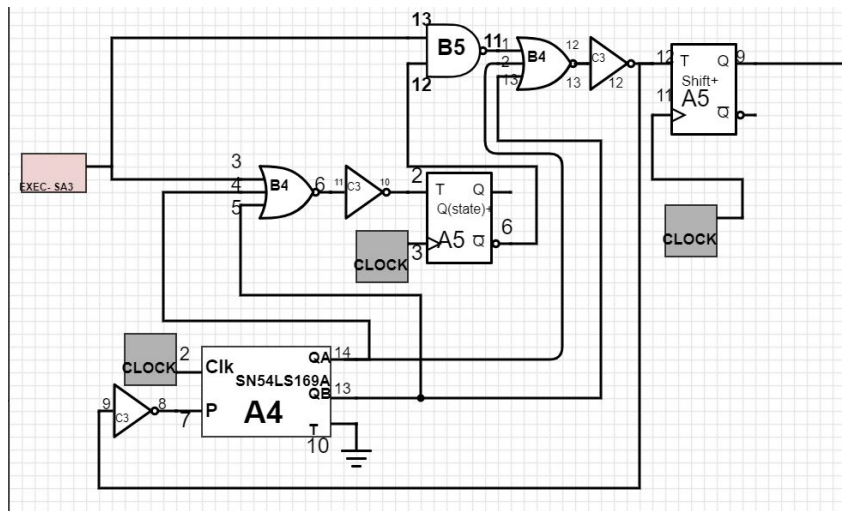 13
B5
11
1
12
2
B4
13
13
C3
12
12
T
Q
9
Shift+
11
A5
Q
12
EXEC- SA3
3
4
B4
6
5
11
C3
10
2
T
Q
Q(state)+
6
A5
Q
3
CLOCK
CLOCK
CLOCK
2
Clk
QA
14
SN54LS169A
QB
13
9
C3
8
7
P
A4
T
10